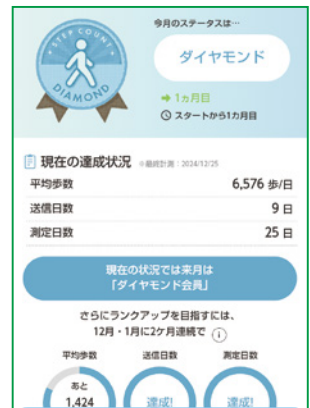 今月のステータスは…
STEP COUNT
DIAMOND
ダイヤモンド
1ヵ月目
スタートから1カ月目
現在の達成状況 ※最終計測：2024/12/25
平均歩数 6,576 歩/日
送信日数 9 日
測定日数 25 日
現在の状況では来月は
「ダイヤモンド会員」
さらにランクアップを目指すには、
12月・1月に2ケ月連続で i
平均歩数 送信日数 測定日数
あと
1,424 達成! 達成!